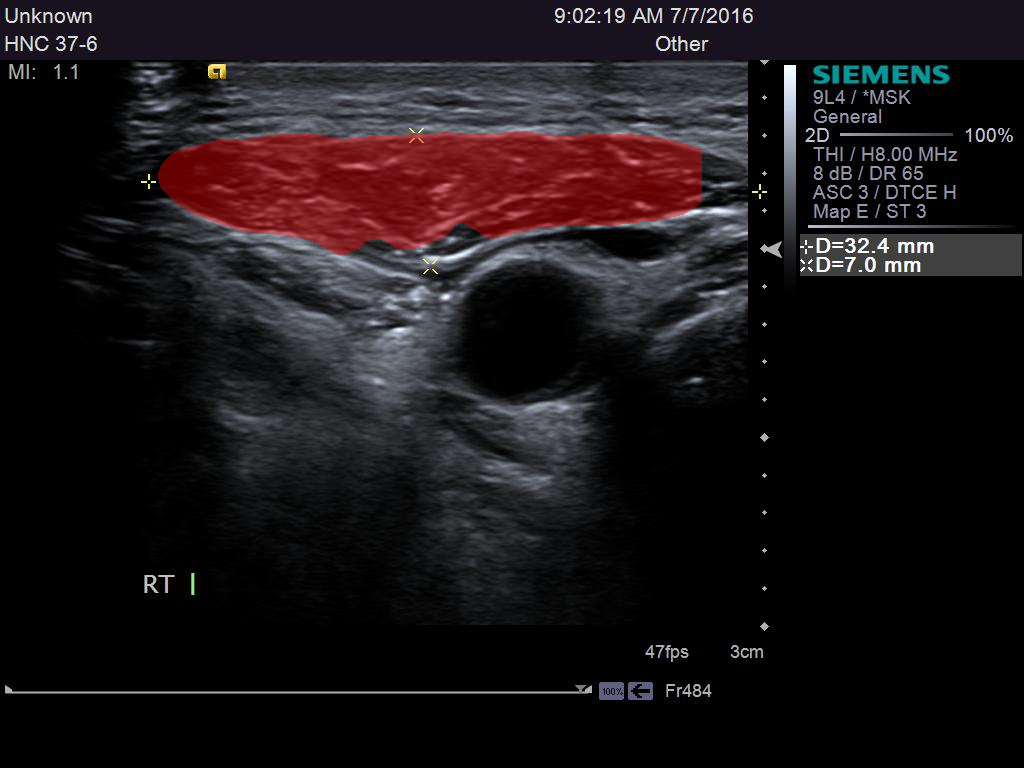 Unknown
9:02:19 AM 7/7/2016
HNC 37-6
Other
MI: 1.1
SIEMENS
9L4 / *MSK
General
2D 100%
THI / H8.00 MHz
8 dB / DR 65
ASC 3 / DTCE H
Map E / ST 3
D=32.4 mm
D=7.0 mm
RT
47fps 3cm
100% Fr484